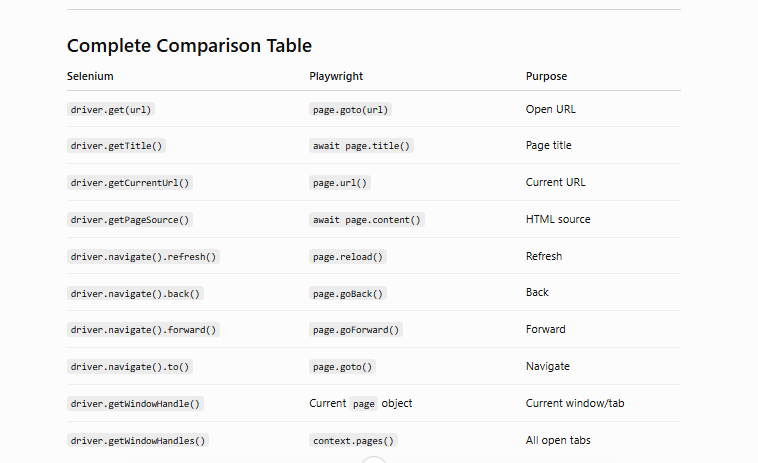 Complete Comparison Table
Selenium Playwright Purpose
driver.get(url) page.goto(url) Open URL
driver.getTitle() await page.title() Page title
driver.getCurrentUrl() page.url() Current URL
driver.getPageSource() await page.content() HTML source
driver.navigate().refresh() page.reload() Refresh
driver.navigate().back() page.goBack() Back
driver.navigate().forward() page.goForward() Forward
driver.navigate().to() page.goto() Navigate
driver.getWindowHandle() Current page object Current window/tab
driver.getWindowHandles() context.pages() All open tabs